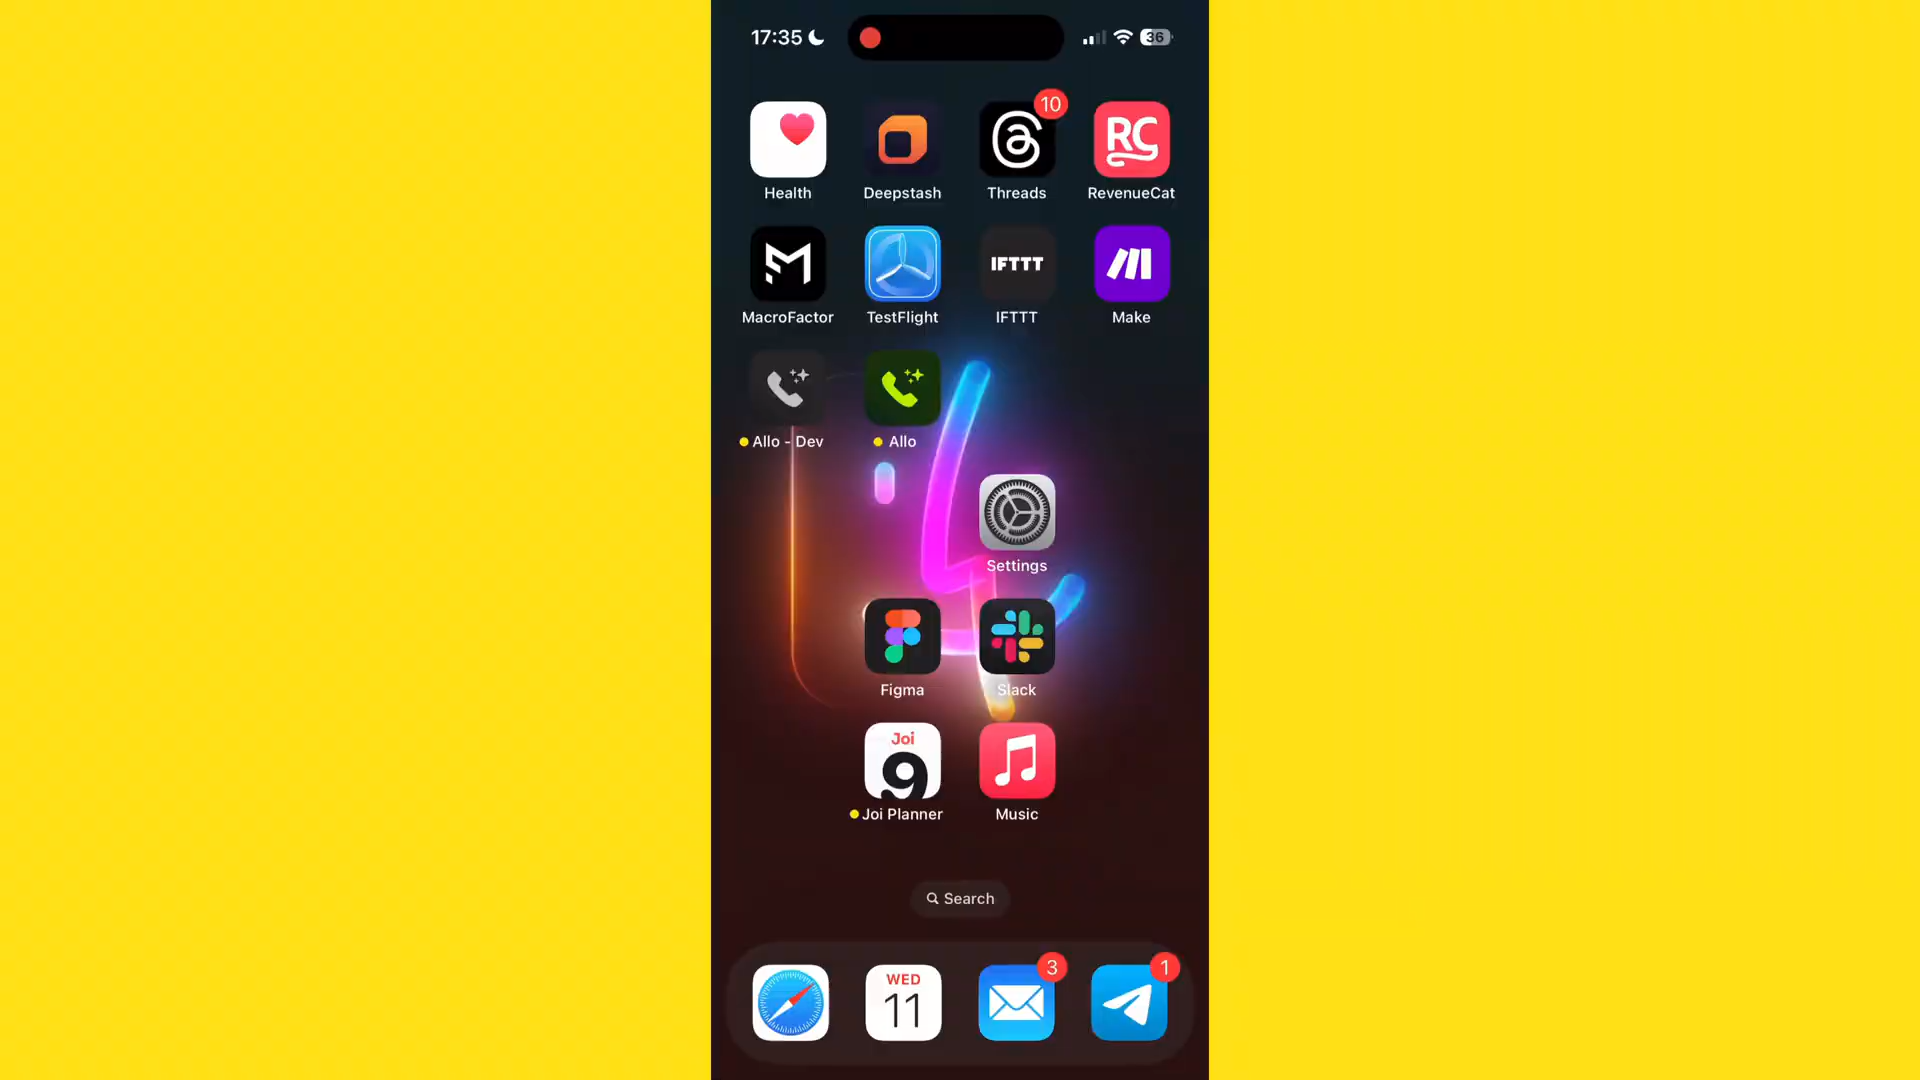 17:35
36
10
RC
Health
Deepstash
Threads
RevenueCat
IFTTT
MacroFactor
TestFlight
IFTTT
Make
Allo - Dev
Allo
Settings
Figma
Slack
Joi
9
Joi Planner
Music
Search
WED
11
3
1